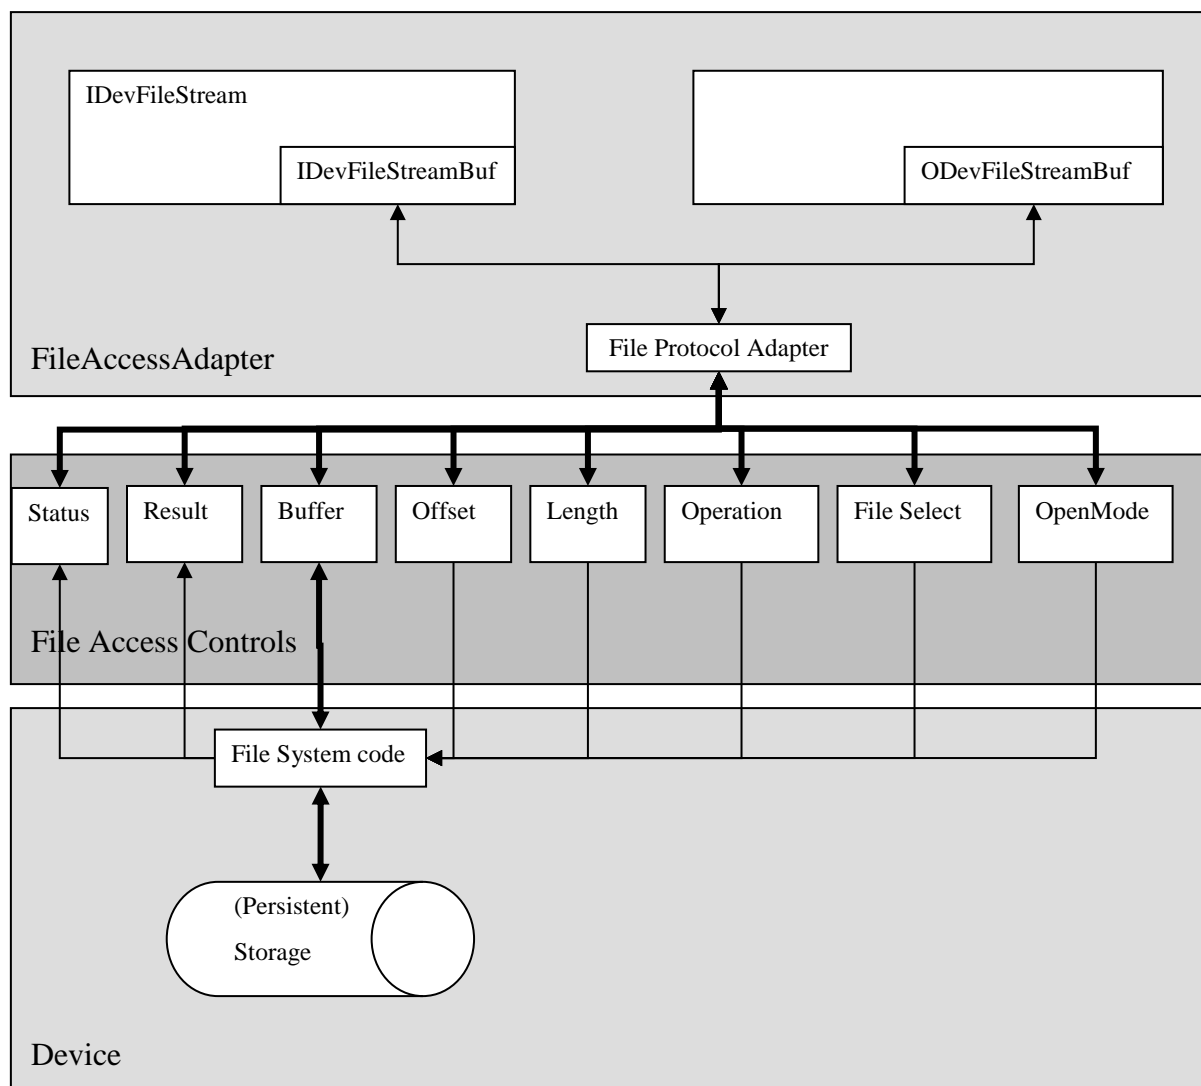 IDevFileStream
IDevFileStreamBuf
ODevFileStreamBuf
File Protocol Adapter
FileAccessAdapter
Status
Result
Buffer
Offset
Length
Operation
File Select
OpenMode
File Access Controls
File System code
(Persistent)
Storage
Device